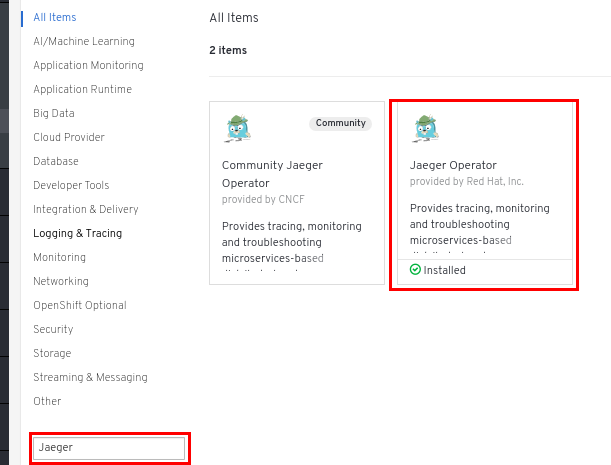 All Items
AI/Machine Learning
Application Monitoring
Application Runtime
Big Data
Cloud Provider
Database
Developer Tools
Integration & Delivery
Logging & Tracing
Monitoring
Networking
OpenShift Optional
Security
Storage
Streaming & Messaging
Other
Jaeger
All Items
2 items
Community
Community Jaeger
Operator
provided by CNCF
Provides tracing, monitoring
and troubleshooting
microservices-based
Jaeger Operator
provided by Red Hat, Inc.
Provides tracing, monitoring
and troubleshooting
microservices-based
Installed